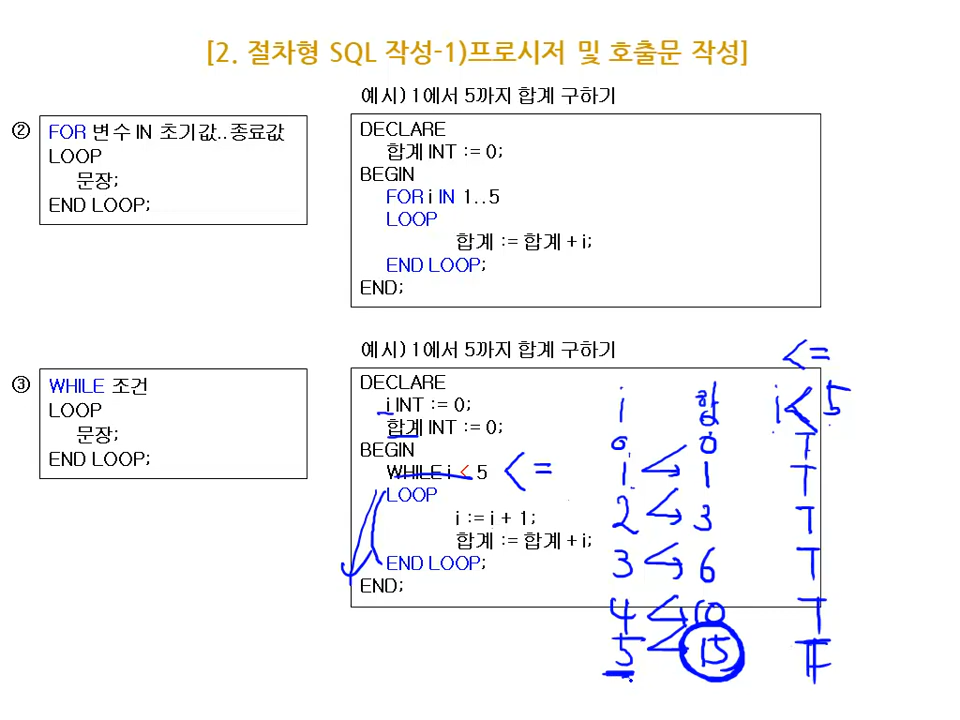 [2. 절차형 SQL 작성-1)프로시저 및 호출문 작성]
예시) 1에서 5까지 합계 구하기
②
FOR 변수 IN 초기값..종료값
LOOP
문장;
END LOOP;
DECLARE
합계 INT := 0;
BEGIN
FOR i IN 1..5
LOOP
합계 := 합계 + i;
END LOOP;
END;
예시) 1에서 5까지 합계 구하기
<=
③
WHILE 조건
LOOP
문장;
END LOOP;
DECLARE
i INT := 0;
합계 INT := 0;
BEGIN
WHILE i < 5 <=
LOOP
i := i + 1;
합계 := 합계 + i;
END LOOP;
END;
i 합 i < 5
0 0 T
1 1 T
2 3 T
3 6 T
4 10 T
5 15 F